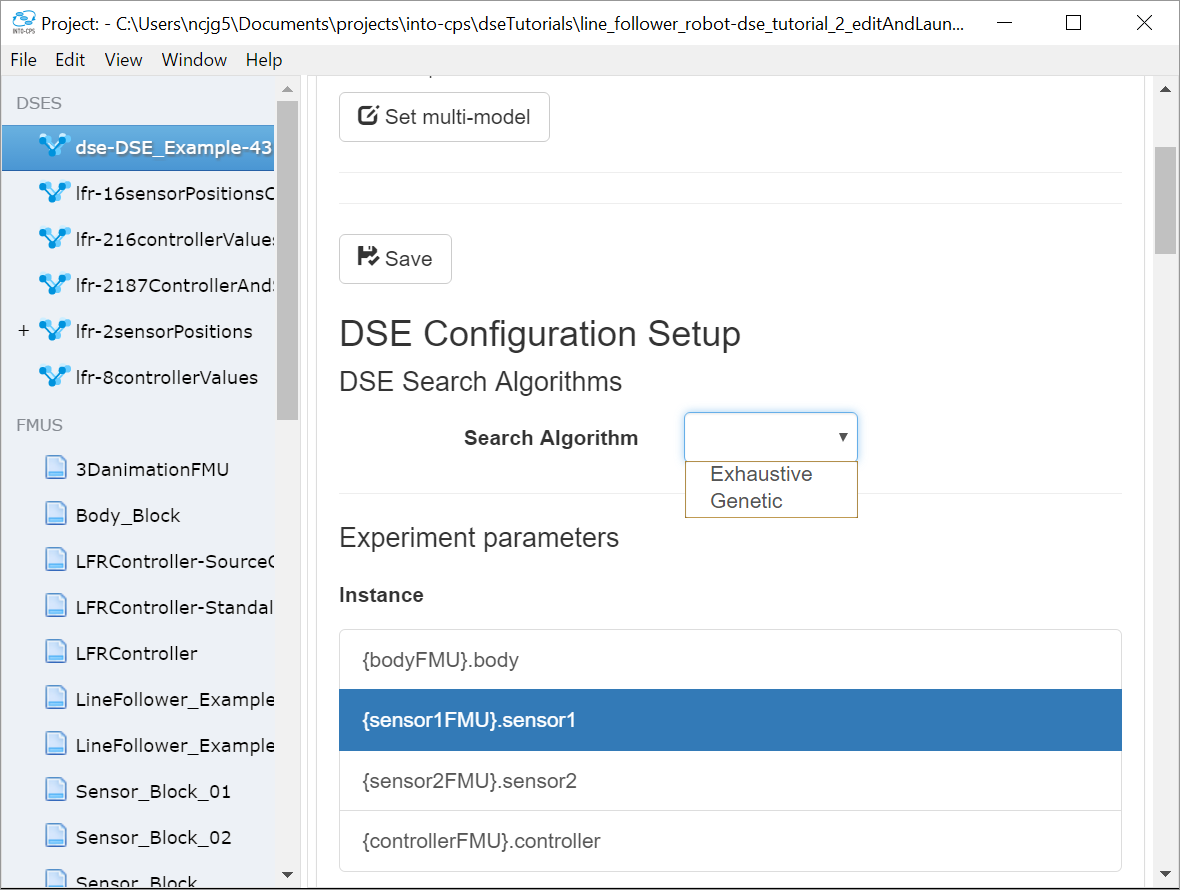 INTO-CPS
Project: - C:\Users\ncjg5\Documents\projects\into-cps\dseTutorials\line_follower_robot-dse_tutorial_2_editAndLaun...
File Edit View Window Help
DSES
dse-DSE_Example-43
lfr-16sensorPositionsC
lfr-216controllerValues
lfr-2187ControllerAndS
+ lfr-2sensorPositions
lfr-8controllerValues
FMUS
3DanimationFMU
Body_Block
LFRController-SourceC
LFRController-Standal
LFRController
LineFollower_Example
LineFollower_Example
Sensor_Block_01
Sensor_Block_02
Sensor_Block
Set multi-model
Save
DSE Configuration Setup
DSE Search Algorithms
Search Algorithm
Exhaustive
Genetic
Experiment parameters
Instance
{bodyFMU}.body
{sensor1FMU}.sensor1
{sensor2FMU}.sensor2
{controllerFMU}.controller